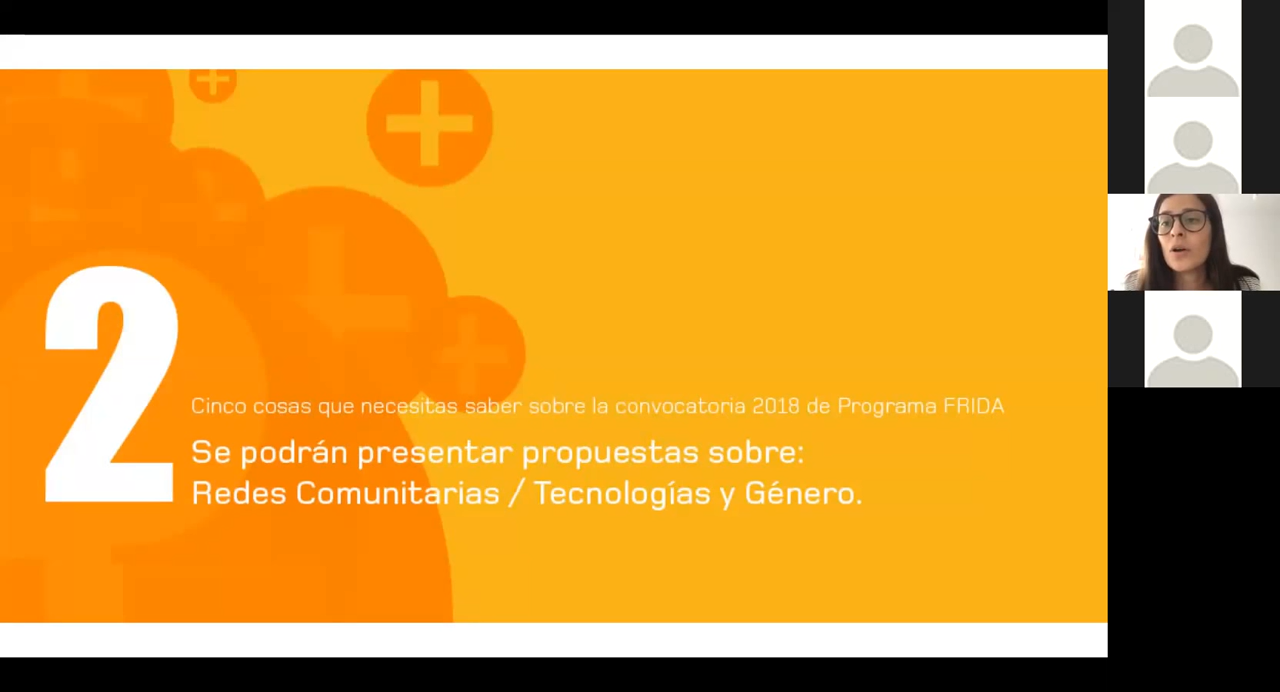 2
Cinco cosas que necesitas saber sobre la convocatoria 2018 de Programa FRIDA
Se podrán presentar propuestas sobre:
Redes Comunitarias / Tecnologías y Género.